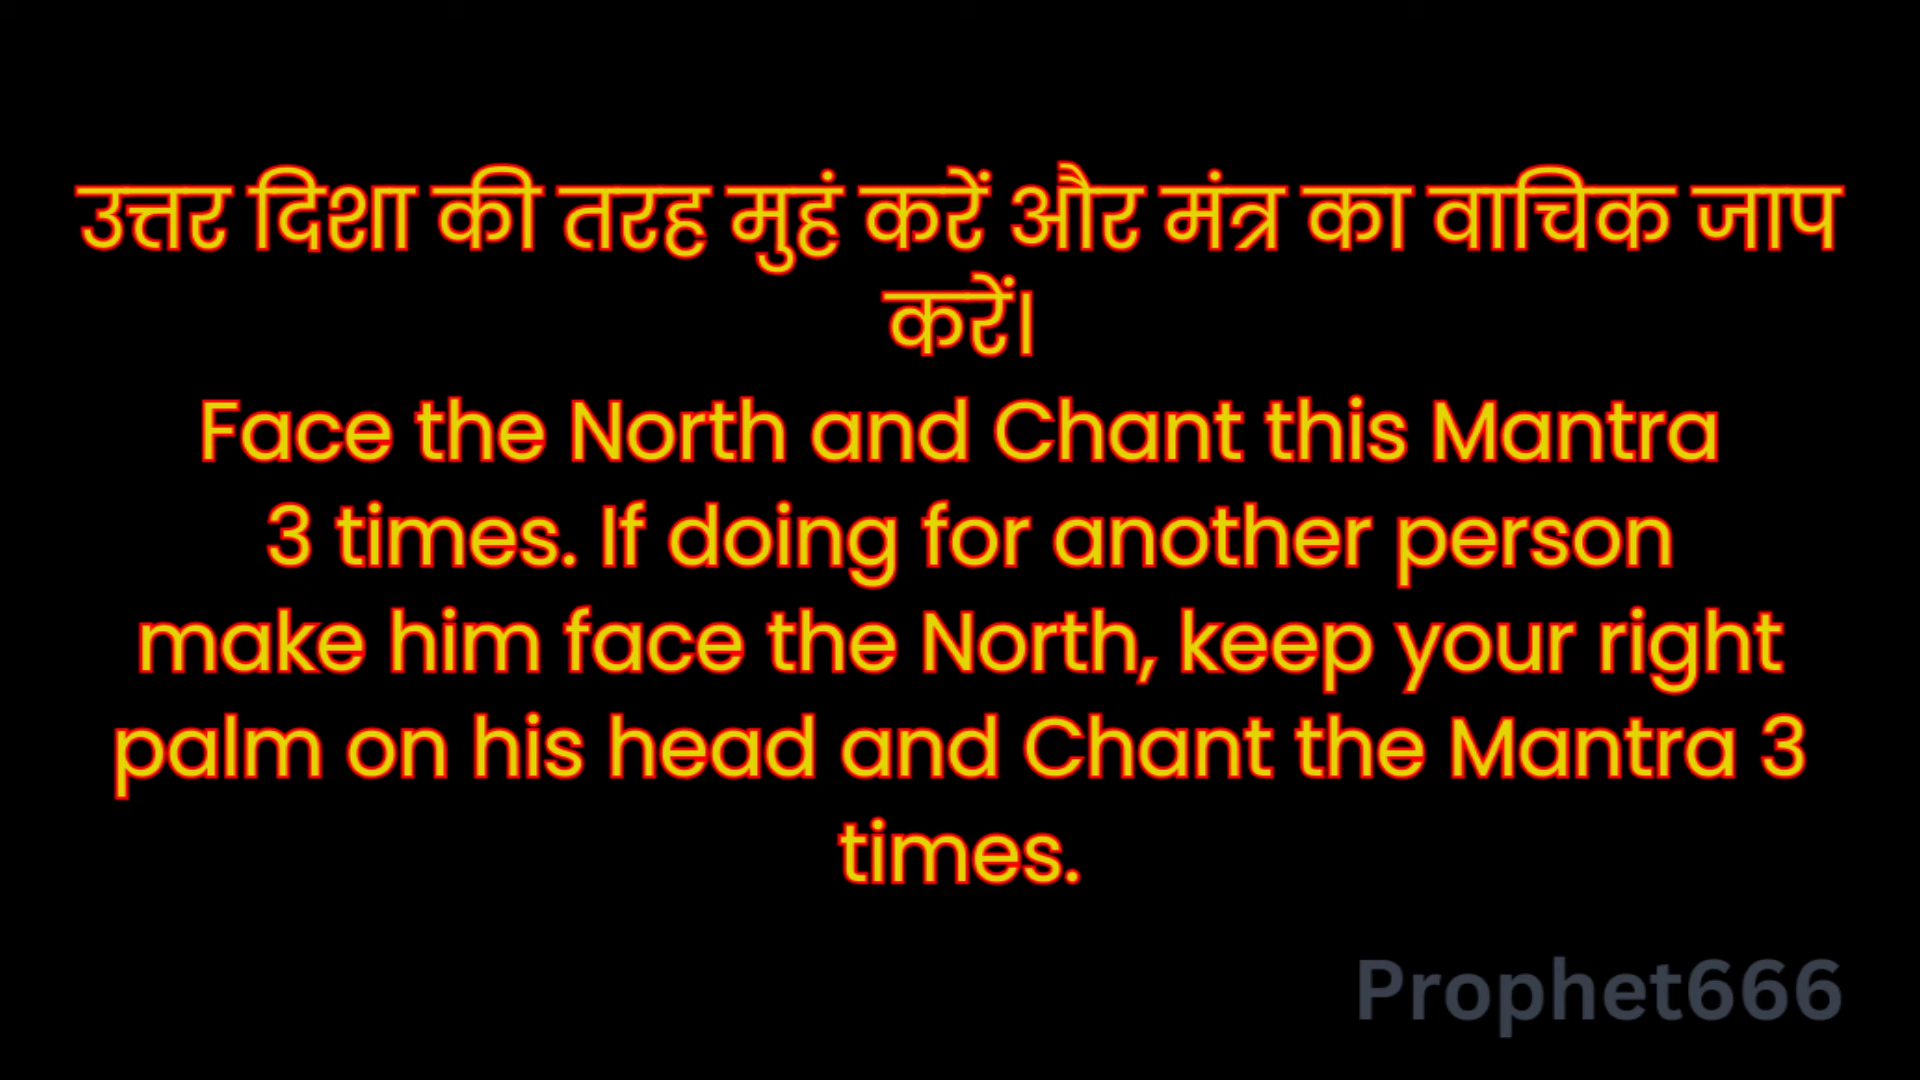 उत्तर दिशा की तरह मुहं करें और मंत्र का वाचिक जाप
करें।
Face the North and Chant this Mantra
3 times. If doing for another person
make him face the North, keep your right
palm on his head and Chant the Mantra 3
times.
Prophet666